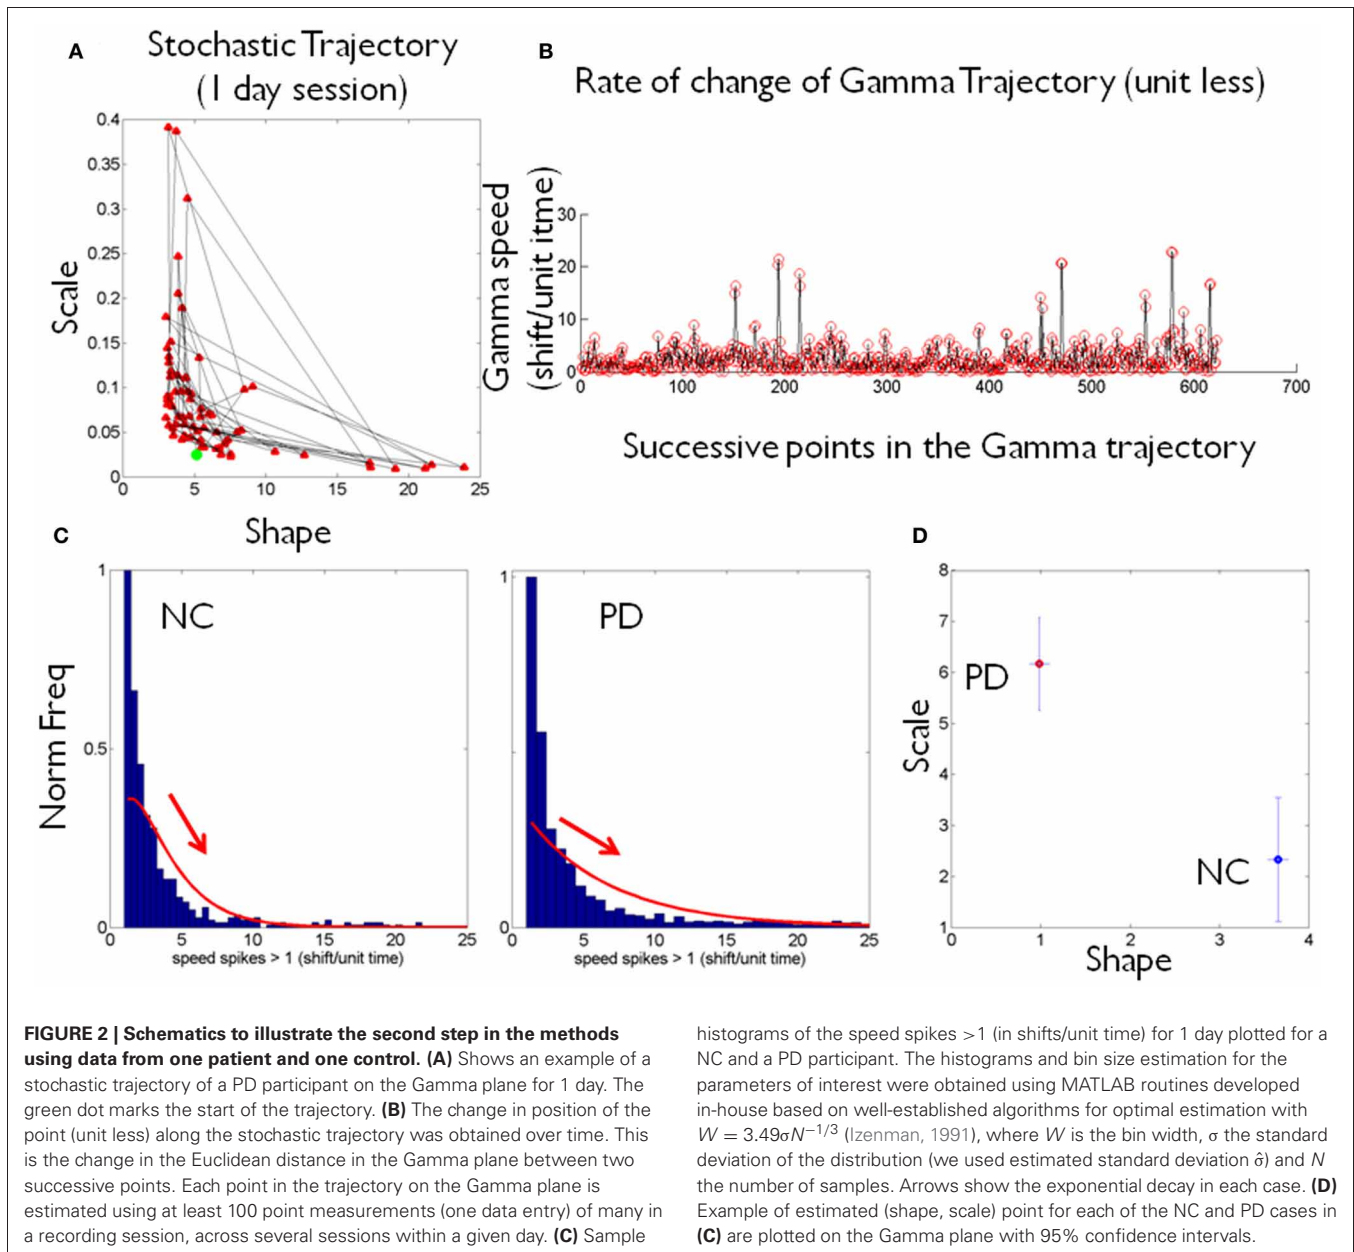 A
Stochastic Trajectory
(1 day session)
0.4
0.35
0.3
0.25
0.2
0.15
0.1
0.05
0
0 5 10 15 20 25
Scale
Shape
B
Rate of change of Gamma Trajectory (unit less)
Gamma speed
(shift/unit itme)
30
20
10
0
0 100 200 300 400 500 600 700
Successive points in the Gamma trajectory
C
Norm Freq
NC
1
0.5
0
0 5 10 15 20 25
speed spikes > 1 (shift/unit time)
PD
1
0
0 5 10 15 20 25
speed spikes > 1 (shift/unit time)
D
8
7
6
5
4
3
2
1
0 1 2 3 4
Scale
PD
NC
Shape
FIGURE 2 | Schematics to illustrate the second step in the methods
using data from one patient and one control. (A) Shows an example of a
stochastic trajectory of a PD participant on the Gamma plane for 1 day. The
green dot marks the start of the trajectory. (B) The change in position of the
point (unit less) along the stochastic trajectory was obtained over time. This
is the change in the Euclidean distance in the Gamma plane between two
successive points. Each point in the trajectory on the Gamma plane is
estimated using at least 100 point measurements (one data entry) of many in
a recording session, across several sessions within a given day. (C) Sample
histograms of the speed spikes >1 (in shifts/unit time) for 1 day plotted for a
NC and a PD participant. The histograms and bin size estimation for the
parameters of interest were obtained using MATLAB routines developed
in-house based on well-established algorithms for optimal estimation with
W = 3.49σN−1/3 (Izenman, 1991), where W is the bin width, σ the standard
deviation of the distribution (we used estimated standard deviation σ̂) and N
the number of samples. Arrows show the exponential decay in each case. (D)
Example of estimated (shape, scale) point for each of the NC and PD cases in
(C) are plotted on the Gamma plane with 95% confidence intervals.